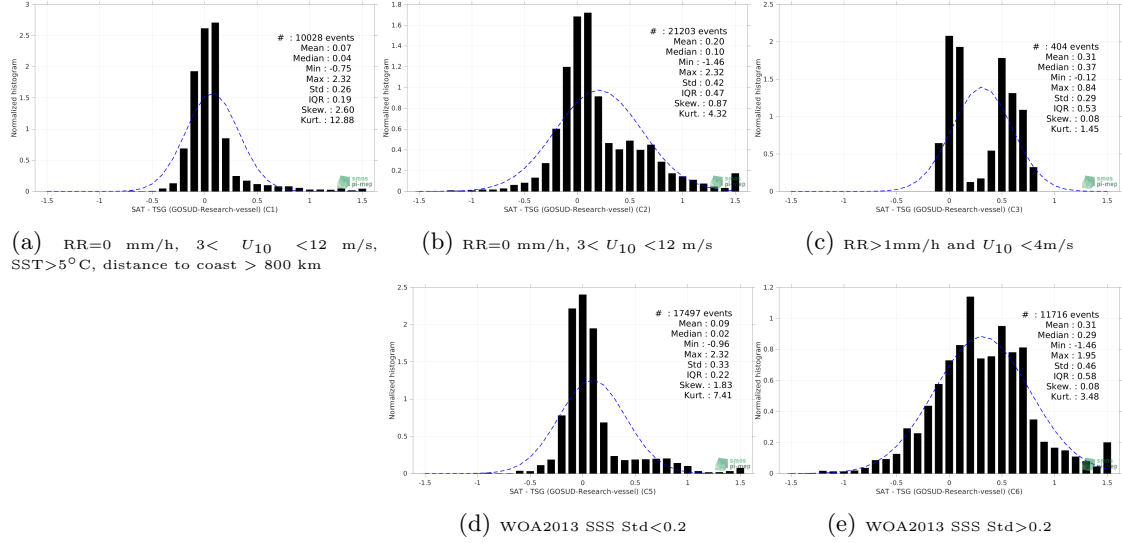 # : 10028 events
Mean : 0.07
Median : 0.04
Min : -0.75
Max : 2.32
Std : 0.26
IQR : 0.19
Skew. : 2.60
Kurt. : 12.88
Normalized histogram
3
2.5
2
1.5
1
0.5
0
-1.5 -1 -0.5 0 0.5 1 1.5
SAT - TSG (GOSUD-Research-vessel) (C1)
smos
pi-mep
(a) RR=0 mm/h, 3< U10 <12 m/s,
SST>5°C, distance to coast > 800 km
# : 21203 events
Mean : 0.20
Median : 0.10
Min : -1.46
Max : 2.32
Std : 0.42
IQR : 0.47
Skew. : 0.87
Kurt. : 4.32
Normalized histogram
1.8
1.6
1.4
1.2
1
0.8
0.6
0.4
0.2
0
-1.5 -1 -0.5 0 0.5 1 1.5
SAT - TSG (GOSUD-Research-vessel) (C2)
smos
pi-mep
(b) RR=0 mm/h, 3< U10 <12 m/s
# : 404 events
Mean : 0.31
Median : 0.37
Min : -0.12
Max : 0.84
Std : 0.29
IQR : 0.53
Skew. : 0.08
Kurt. : 1.45
Normalized histogram
2.5
2
1.5
1
0.5
0
-1.5 -1 -0.5 0 0.5 1 1.5
SAT - TSG (GOSUD-Research-vessel) (C3)
smos
pi-mep
(c) RR>1mm/h and U10 <4m/s
# : 17497 events
Mean : 0.09
Median : 0.02
Min : -0.96
Max : 2.32
Std : 0.33
IQR : 0.22
Skew. : 1.83
Kurt. : 7.41
Normalized histogram
2.5
2
1.5
1
0.5
0
-1.5 -1 -0.5 0 0.5 1 1.5
SAT - TSG (GOSUD-Research-vessel) (C5)
smos
pi-mep
(d) WOA2013 SSS Std<0.2
# : 11716 events
Mean : 0.31
Median : 0.29
Min : -1.46
Max : 1.95
Std : 0.46
IQR : 0.58
Skew. : 0.08
Kurt. : 3.48
Normalized histogram
1.2
1
0.8
0.6
0.4
0.2
0
-1.5 -1 -0.5 0 0.5 1 1.5
SAT - TSG (GOSUD-Research-vessel) (C6)
smos
pi-mep
(e) WOA2013 SSS Std>0.2